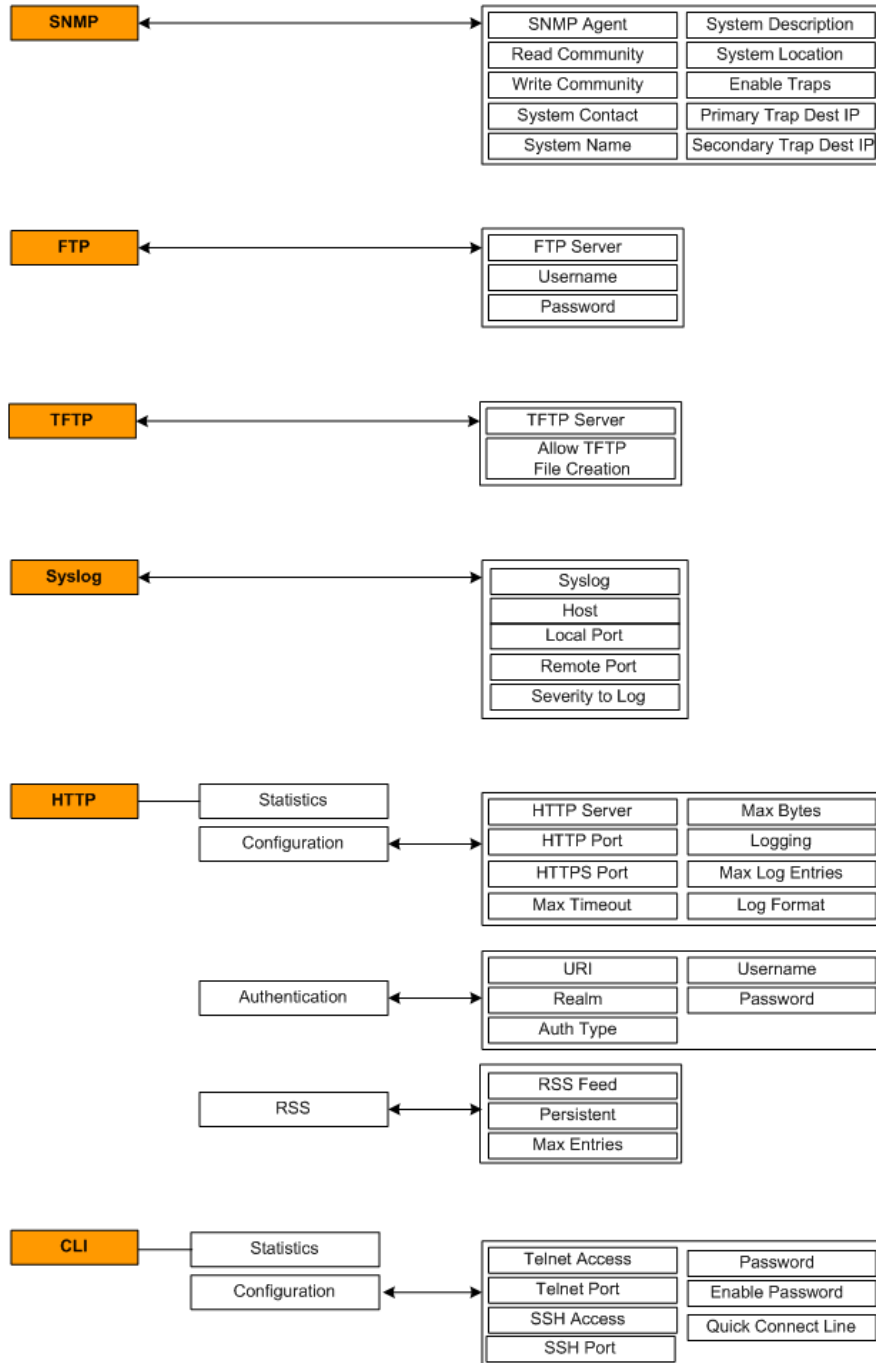 SNMP
SNMP Agent
System Description
Read Community
System Location
Write Community
Enable Traps
System Contact
Primary Trap Dest IP
System Name
Secondary Trap Dest IP
FTP
FTP Server
Username
Password
TFTP
TFTP Server
Allow TFTP
File Creation
Syslog
Syslog
Host
Local Port
Remote Port
Severity to Log
HTTP
Statistics
Configuration
HTTP Server
Max Bytes
HTTP Port
Logging
HTTPS Port
Max Log Entries
Max Timeout
Log Format
Authentication
URI
Username
Realm
Password
Auth Type
RSS
RSS Feed
Persistent
Max Entries
CLI
Statistics
Configuration
Telnet Access
Password
Telnet Port
Enable Password
SSH Access
Quick Connect Line
SSH Port